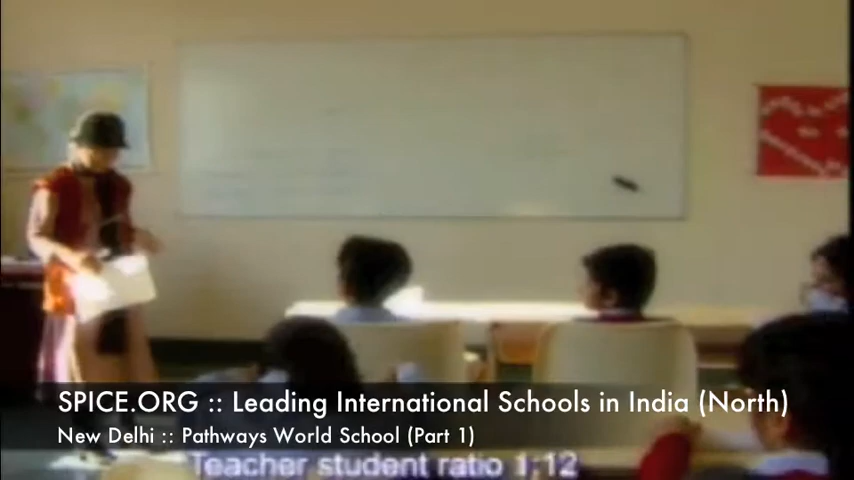 SPICE.ORG :: Leading International Schools in India (North)
New Delhi :: Pathways World School (Part 1)
Teacher student ratio 1:12